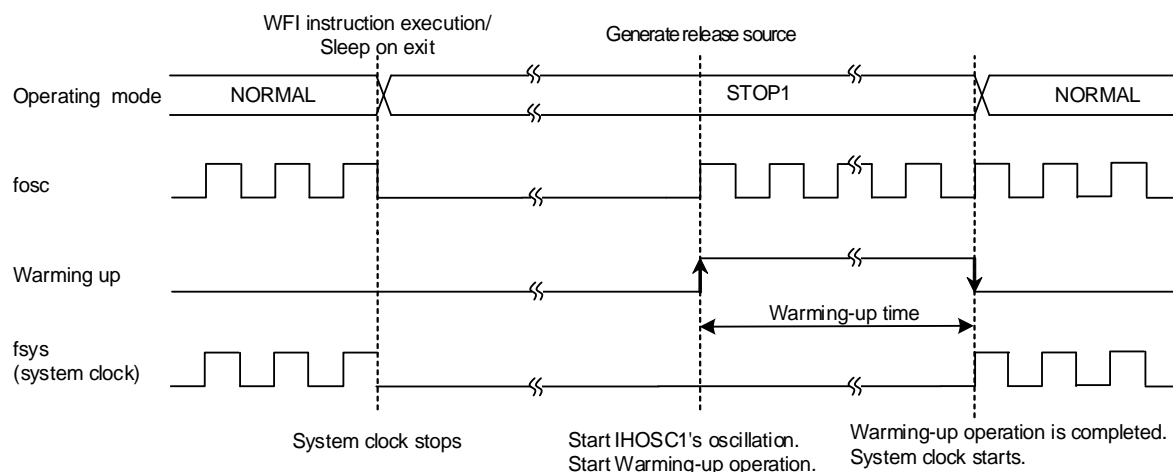 WFI instruction execution/
Sleep on exit
Generate release source
Operating mode
NORMAL
STOP1
NORMAL
fosc
Warming up
Warming-up time
fsys
(system clock)
System clock stops
Start IHOSC1's oscillation.
Start Warming-up operation.
Warming-up operation is completed.
System clock starts.